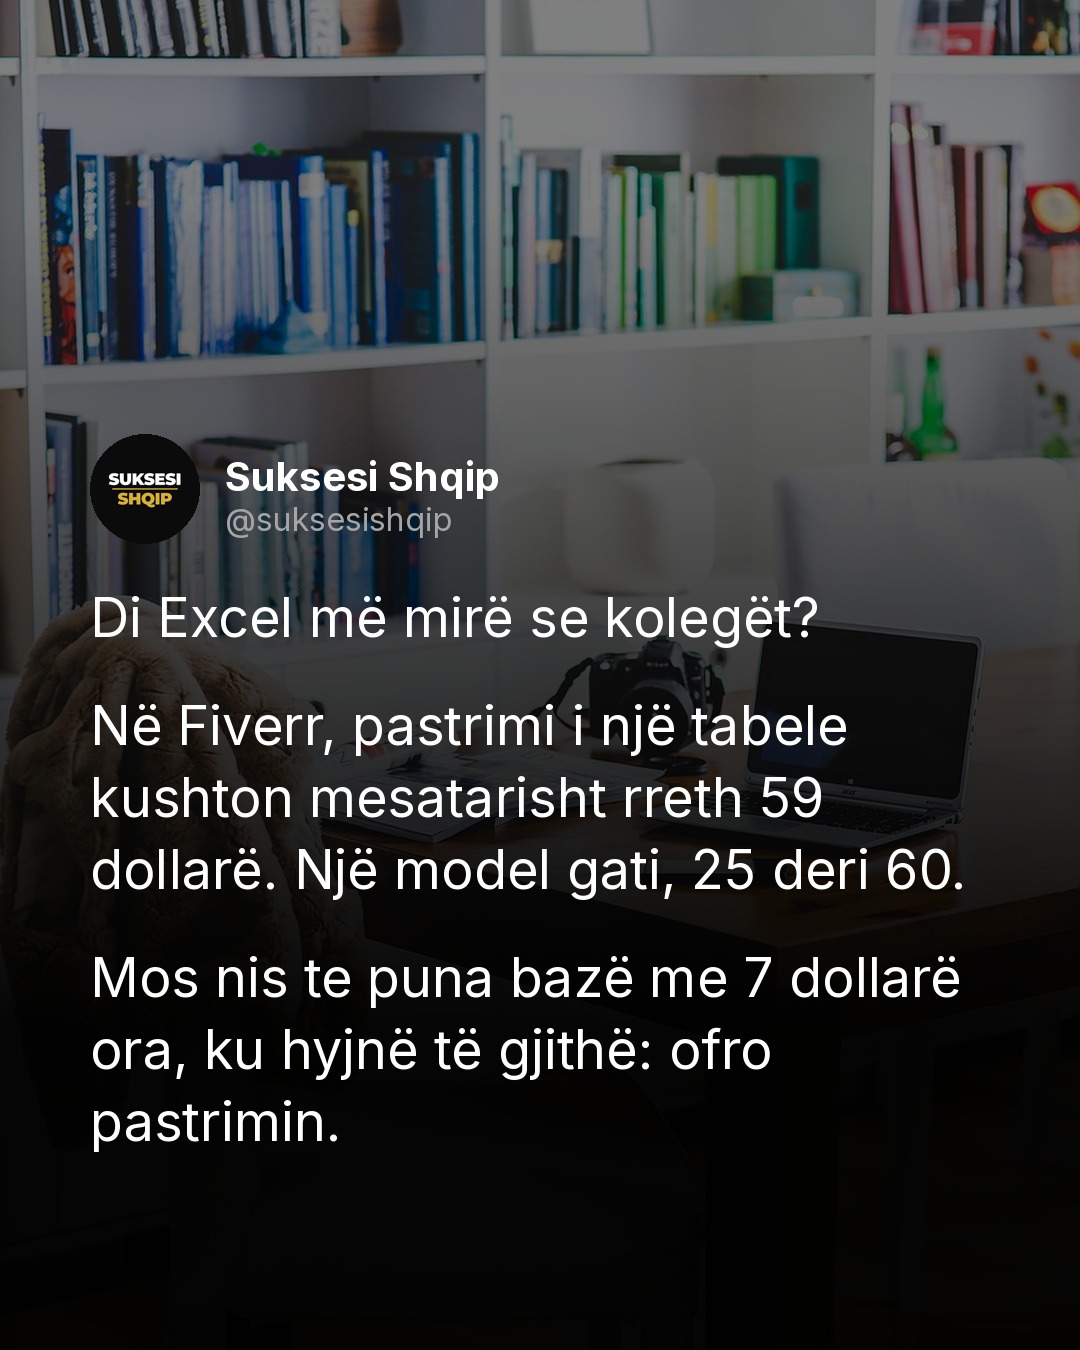 SUKSESI
SHQIP
Suksesi Shqip
@suksesishqip
Di Excel më mirë se kolegët?
Në Fiverr, pastrimi i një tabele
kushton mesatarisht rreth 59
dollarë. Një model gati, 25 deri 60.
Mos nis te puna bazë me 7 dollarë
ora, ku hyjnë të gjithë: ofro
pastrimin.